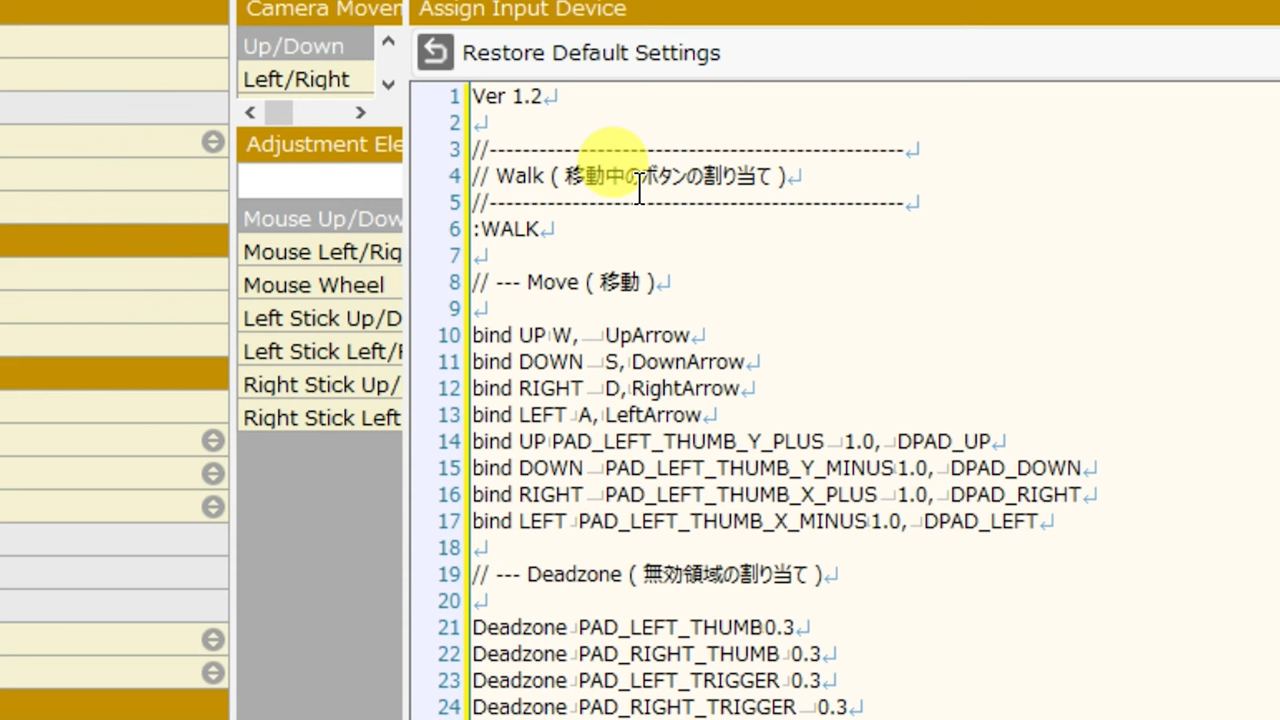 Camera Movem
Up/Down
Left/Right
Adjustment Ele
Mouse Up/Dow
Mouse Left/Rig
Mouse Wheel
Left Stick Up/D
Left Stick Left/R
Right Stick Up/
Right Stick Left
Assign Input Device
Restore Default Settings
1 Ver 1.2
2
3 //--------------------------------------------------
4 // Walk ( 移動中のボタンの割り当て )
5 //--------------------------------------------------
6 :WALK
7
8 // --- Move ( 移動 )
9
10 bind UP W, UpArrow
11 bind DOWN S, DownArrow
12 bind RIGHT D, RightArrow
13 bind LEFT A, LeftArrow
14 bind UP PAD_LEFT_THUMB_Y_PLUS 1.0, DPAD_UP
15 bind DOWN PAD_LEFT_THUMB_Y_MINUS 1.0, DPAD_DOWN
16 bind RIGHT PAD_LEFT_THUMB_X_PLUS 1.0, DPAD_RIGHT
17 bind LEFT PAD_LEFT_THUMB_X_MINUS 1.0, DPAD_LEFT
18
19 // --- Deadzone ( 無効領域の割り当て )
20
21 Deadzone PAD_LEFT_THUMB 0.3
22 Deadzone PAD_RIGHT_THUMB 0.3
23 Deadzone PAD_LEFT_TRIGGER 0.3
24 Deadzone PAD_RIGHT_TRIGGER 0.3